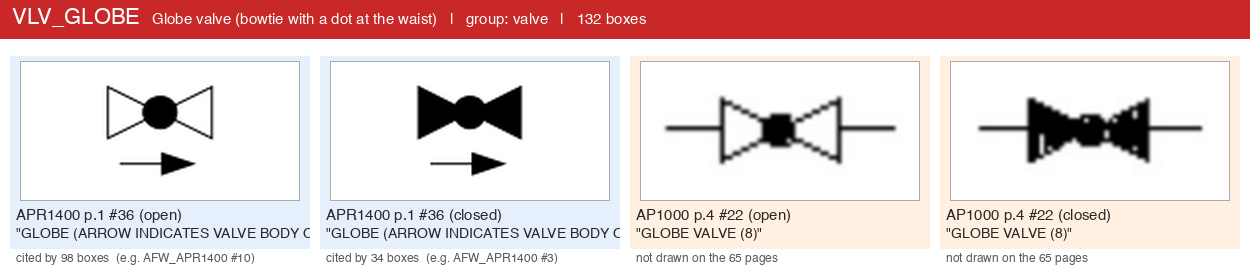 VLV_GLOBE Globe valve (bowtie with a dot at the waist) | group: valve | 132 boxes
APR1400 p.1 #36 (open)
"GLOBE (ARROW INDICATES VALVE BODY
cited by 98 boxes (e.g. AFW_APR1400 #10)
APR1400 p.1 #36 (closed)
"GLOBE (ARROW INDICATES VALVE BODY
cited by 34 boxes (e.g. AFW_APR1400 #3)
AP1000 p.4 #22 (open)
"GLOBE VALVE (8)"
not drawn on the 65 pages
AP1000 p.4 #22 (closed)
"GLOBE VALVE (8)"
not drawn on the 65 pages